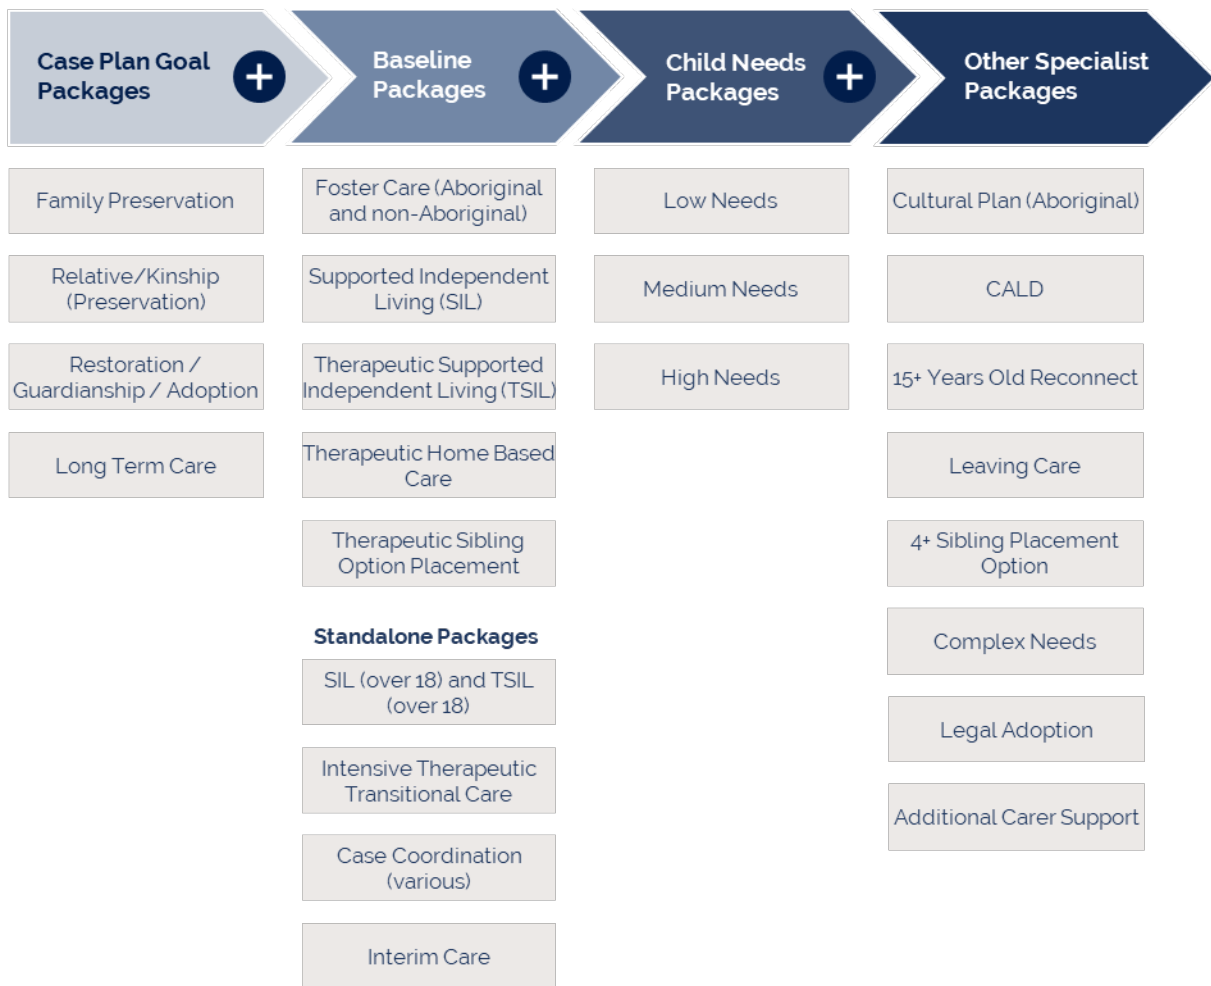 Case Plan Goal
Packages
+
Baseline
Packages
+
Child Needs
Packages
+
Other Specialist
Packages
Family Preservation
Relative/Kinship
(Preservation)
Restoration /
Guardianship / Adoption
Long Term Care
Foster Care (Aboriginal
and non-Aboriginal)
Supported Independent
Living (SIL)
Therapeutic Supported
Independent Living (TSIL)
Therapeutic Home Based
Care
Therapeutic Sibling
Option Placement
Standalone Packages
SIL (over 18) and TSIL
(over 18)
Intensive Therapeutic
Transitional Care
Case Coordination
(various)
Interim Care
Low Needs
Medium Needs
High Needs
Cultural Plan (Aboriginal)
CALD
15+ Years Old Reconnect
Leaving Care
4+ Sibling Placement
Option
Complex Needs
Legal Adoption
Additional Carer Support